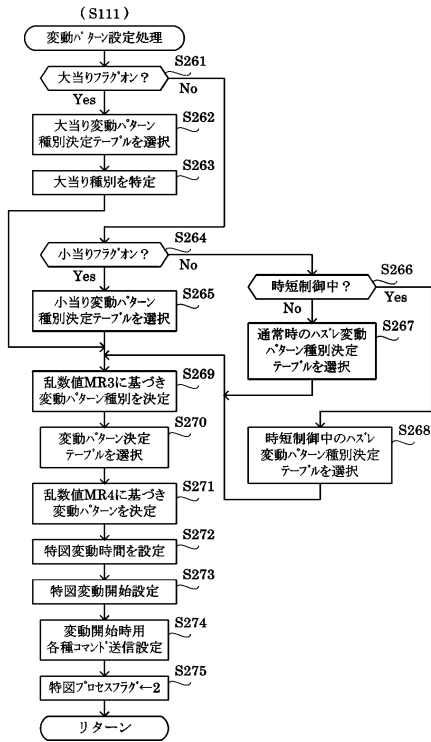 (S111)
変動ﾊﾟﾀｰﾝ設定処理
S261
大当りﾌﾗｸﾞｵﾝ?
No
Yes
S262
大当り変動ﾊﾟﾀｰﾝ
種別決定テーブルを選択
S263
大当り種別を特定
S264
小当りﾌﾗｸﾞｵﾝ?
No
Yes
S265
小当り変動ﾊﾟﾀｰﾝ
種別決定テーブルを選択
S266
時短制御中?
Yes
No
S267
通常時のﾊｽﾞﾚ変動
ﾊﾟﾀｰﾝ種別決定
テーブルを選択
S268
時短制御中のﾊｽﾞﾚ
変動ﾊﾟﾀｰﾝ種別決定
テーブルを選択
S269
乱数値MR3に基づき
変動ﾊﾟﾀｰﾝ種別を決定
S270
変動ﾊﾟﾀｰﾝ決定
テーブルを選択
S271
乱数値MR4に基づき
変動ﾊﾟﾀｰﾝを決定
S272
特図変動時間を設定
S273
特図変動開始設定
S274
変動開始時用
各種ｺﾏﾝﾄﾞ送信設定
S275
特図ﾌﾟﾛｾｽﾌﾗｸﾞ←2
リターン